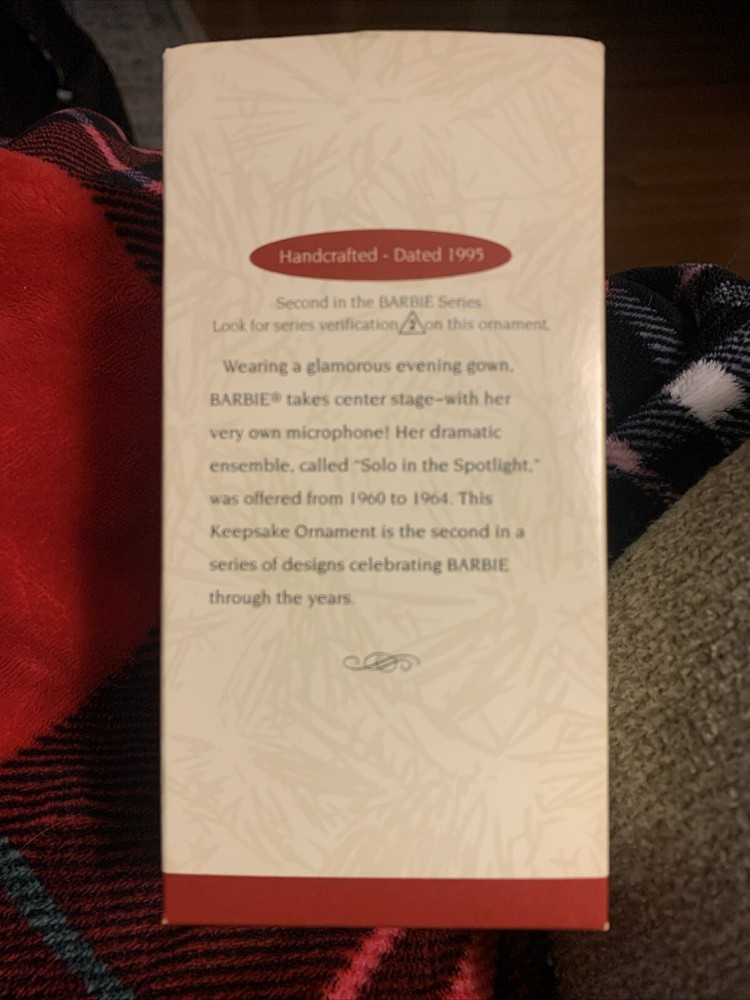 Handcrafted - Dated 1995
Second in the BARBIE Series
Look for series verification 2 on this ornament.
Wearing a glamorous evening gown,
BARBIE® takes center stage–with her
very own microphone! Her dramatic
ensemble, called "Solo in the Spotlight,"
was offered from 1960 to 1964. This
Keepsake Ornament is the second in a
series of designs celebrating BARBIE
through the years.